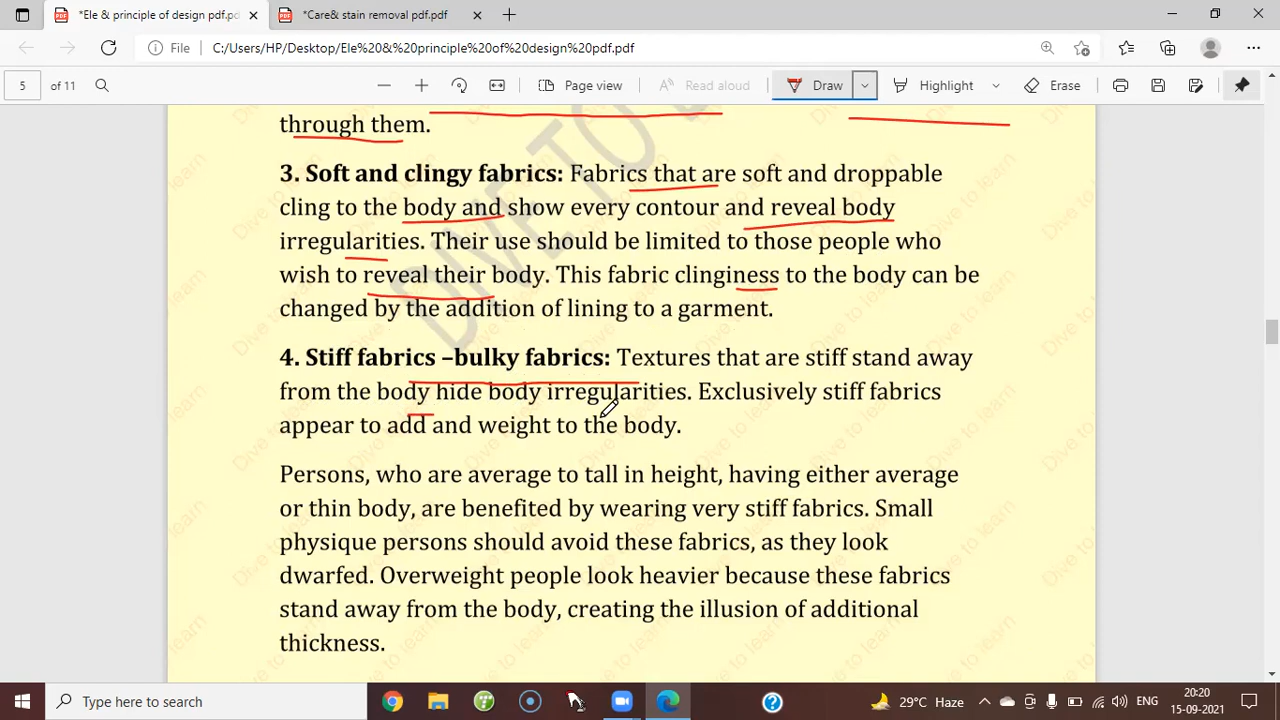 *Ele & principle of design pdf.pd
*Care& stain removal pdf.pdf
File
C:/Users/HP/Desktop/Ele%20&%20principle%20of%20design%20pdf.pdf
5 of 11
Page view
Read aloud
Draw
Highlight
Erase
through them.
3. Soft and clingy fabrics: Fabrics that are soft and droppable
cling to the body and show every contour and reveal body
irregularities. Their use should be limited to those people who
wish to reveal their body. This fabric clinginess to the body can be
changed by the addition of lining to a garment.
4. Stiff fabrics –bulky fabrics: Textures that are stiff stand away
from the body hide body irregularities. Exclusively stiff fabrics
appear to add and weight to the body.
Persons, who are average to tall in height, having either average
or thin body, are benefited by wearing very stiff fabrics. Small
physique persons should avoid these fabrics, as they look
dwarfed. Overweight people look heavier because these fabrics
stand away from the body, creating the illusion of additional
thickness.
DIVE TO
Dive to learn
Type here to search
29°C Haze
ENG
20:20
15-09-2021